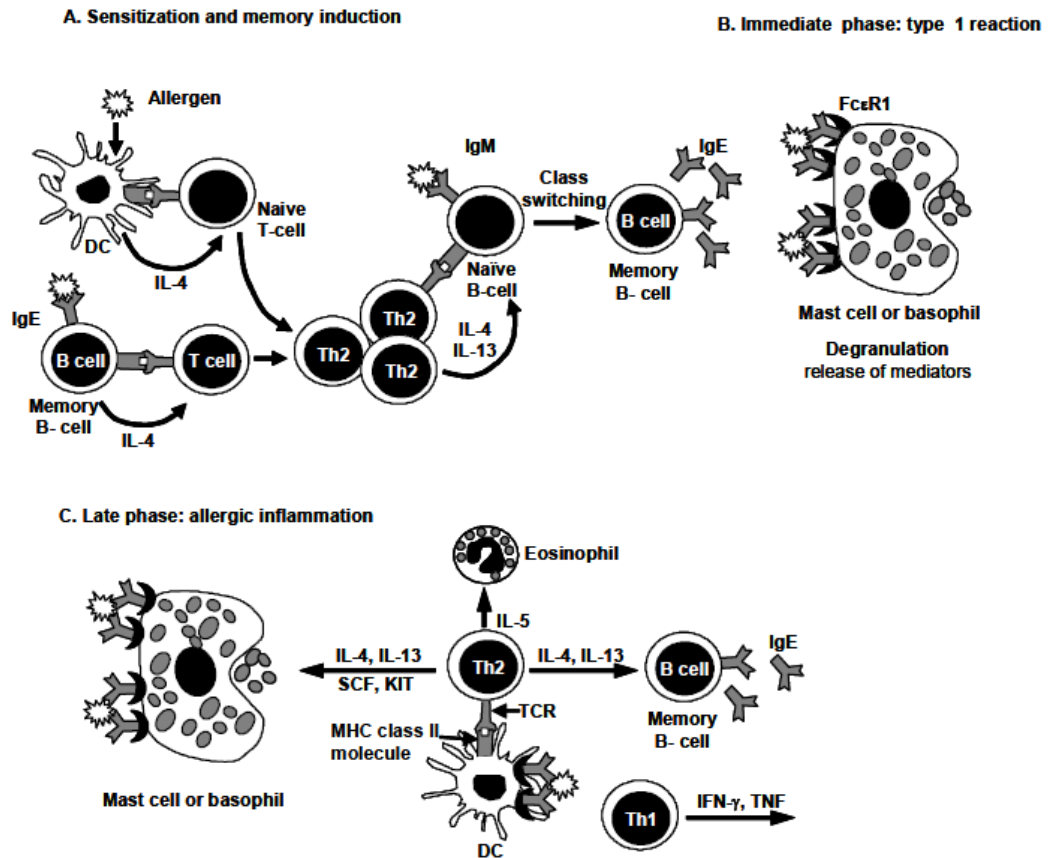 A. Sensitization and memory induction
B. Immediate phase: type 1 reaction
Allergen
DC
Naive
T-cell
IL-4
IgE
B cell
T cell
Memory
B- cell
IL-4
Th2
Th2
Th2
IgM
Naïve
B-cell
IL-4
IL-13
Class
switching
IgE
B cell
Memory
B- cell
FcεR1
Mast cell or basophil
Degranulation
release of mediators
C. Late phase: allergic inflammation
Eosinophil
IL-5
IL-4, IL-13
SCF, KIT
Th2
IL-4, IL-13
B cell
IgE
Memory
B- cell
TCR
MHC class II
molecule
Mast cell or basophil
DC
Th1
IFN-γ, TNF